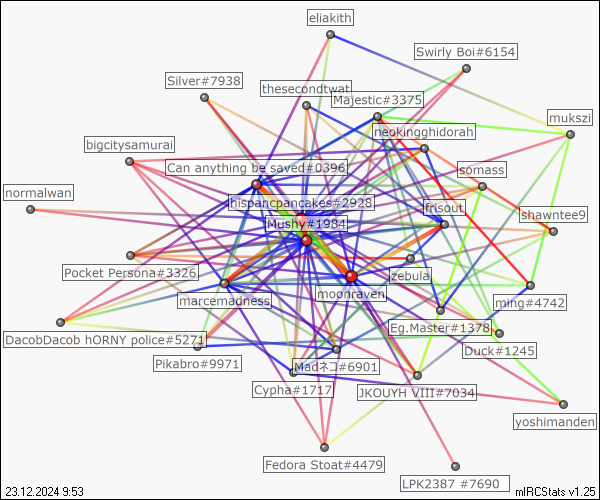 eliakith
Swirly Boi#6154
Silver#7938
thesecondtwat
Majestic#3375
mukszi
neokingghidorah
bigcitysamurai
Can anything be saved#0396
somass
normalwan
hispancpancakes#2928
frisout
shawntee9
Mushy#1984
Pocket Persona#3326
zebula
marcemadness
moonraven
ming#4742
Eg.Master#1378
DacobDacob hORNY police#5271
Duck#1245
Pikabro#9971
Madネコ#6901
Cypha#1717
JKOUYH VIII#7034
yoshimanden
Fedora Stoat#4479
LPK2387 #7690
23.12.2024 9:53
mIRCStats v1.25